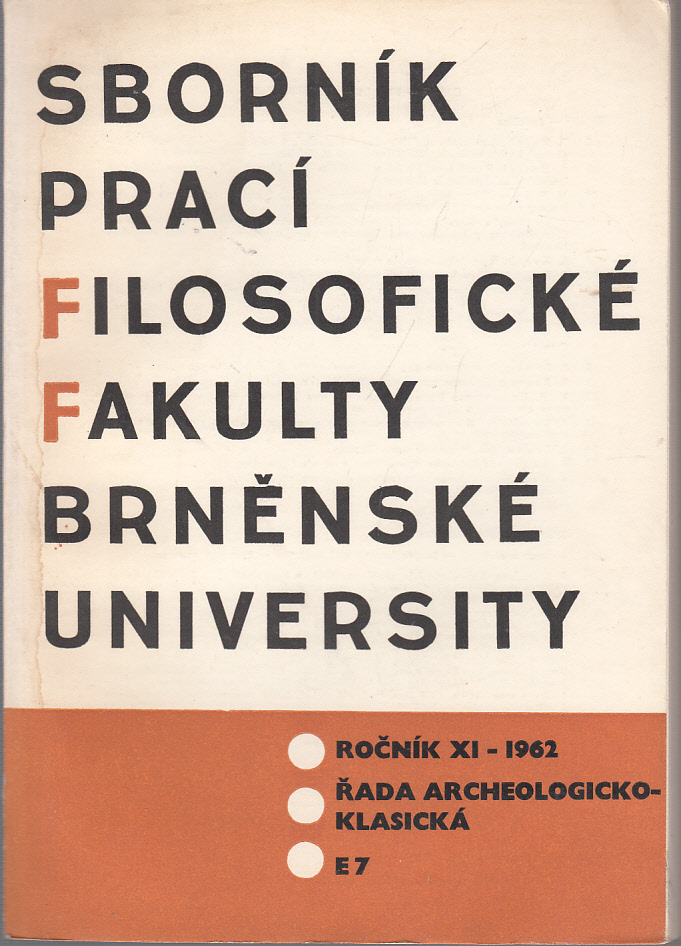 SBORNÍK
PRACÍ
FILOSOFICKÉ
FAKULTY
BRNĚNSKÉ
UNIVERSITY
ROČNÍK XI - 1962
ŘADA ARCHEOLOGICKO-
KLASICKÁ
E 7